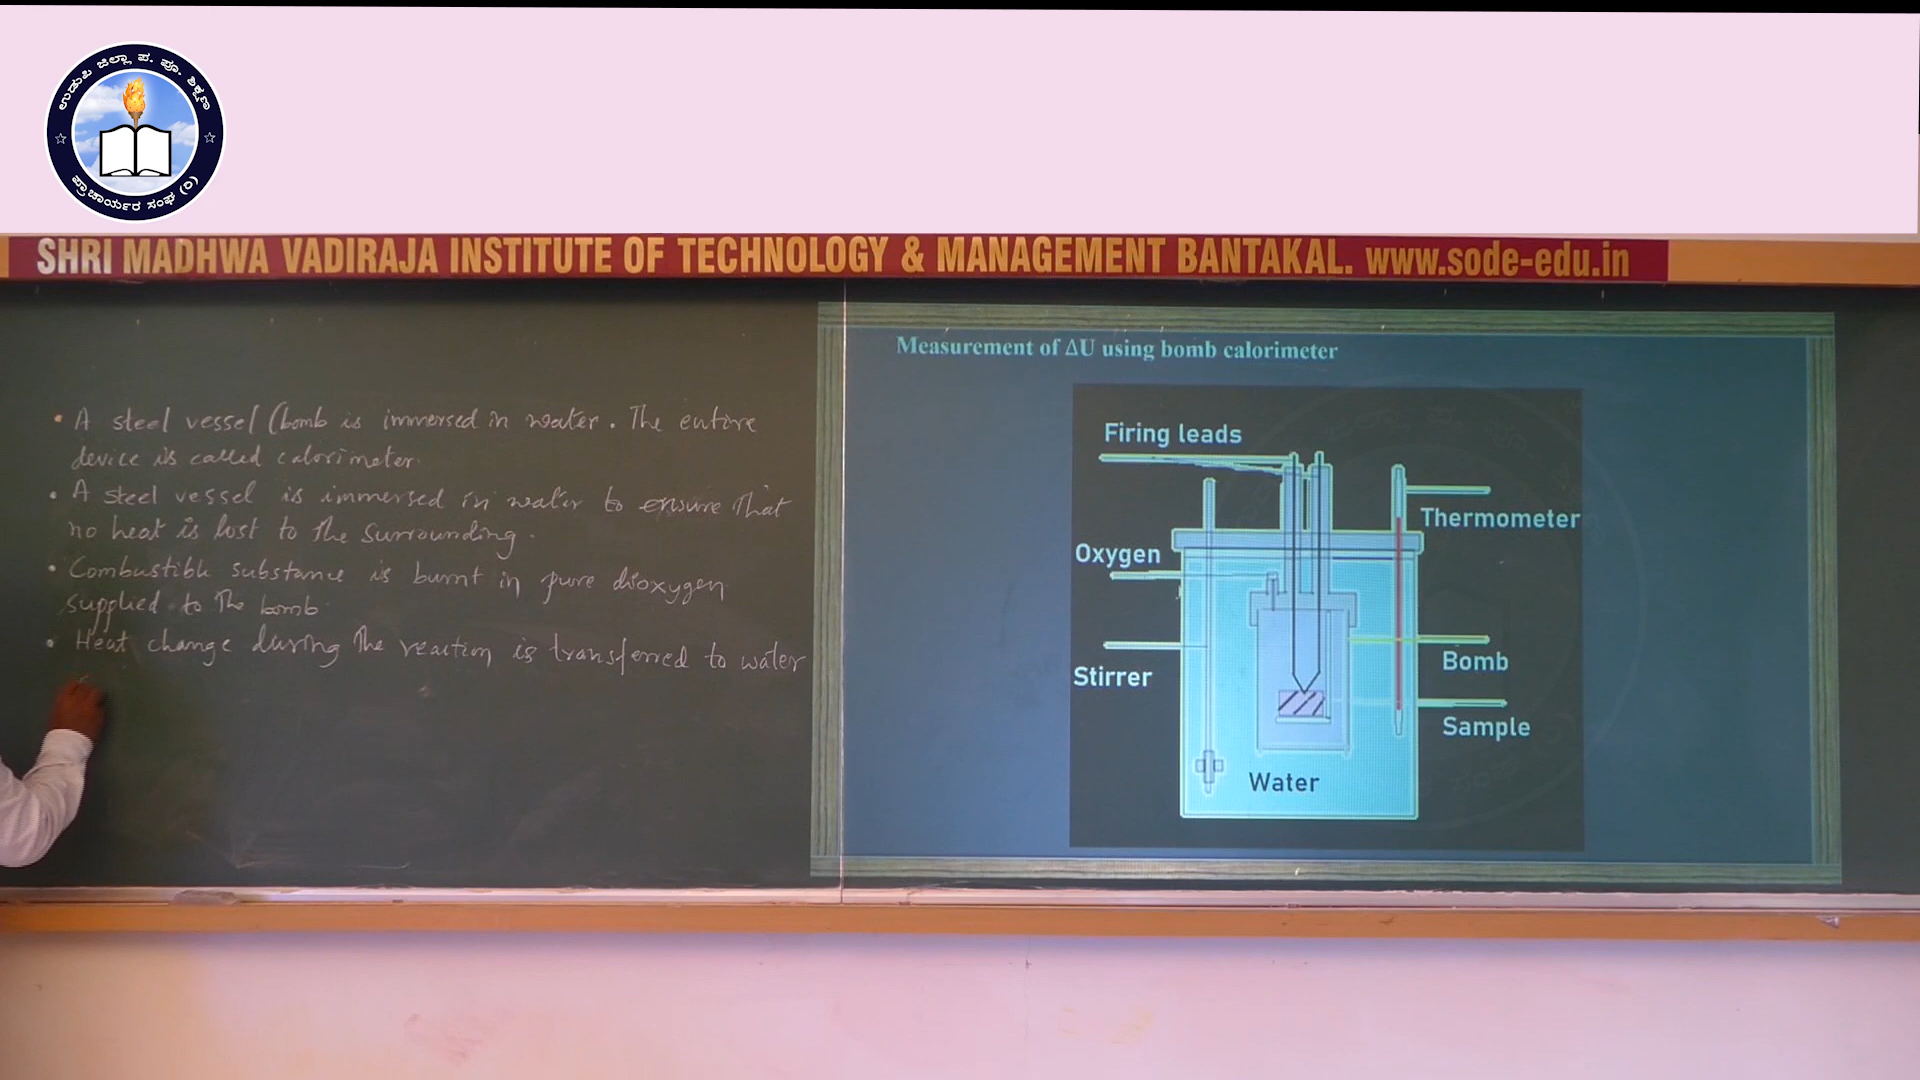 ಉಡುಪಿ ಜಿಲ್ಲಾ ಪ. ಪೂ. ಶಿಕ್ಷಣ
ಪ್ರಾಚಾರ್ಯರ ಸಂಘ (ರಿ)
SHRI MADHWA VADIRAJA INSTITUTE OF TECHNOLOGY & MANAGEMENT BANTAKAL. www.sode-edu.in
• A steel vessel (bomb is immersed in water. The entire
device is called calorimeter.
• A steel vessel is immersed in water to ensure that
no heat is lost to the surrounding.
• Combustible substance is burnt in pure dioxygen
supplied to the bomb
• Heat change during the reaction is transferred to water
Measurement of ΔU using bomb calorimeter
Firing leads
Thermometer
Oxygen
Bomb
Stirrer
Sample
Water